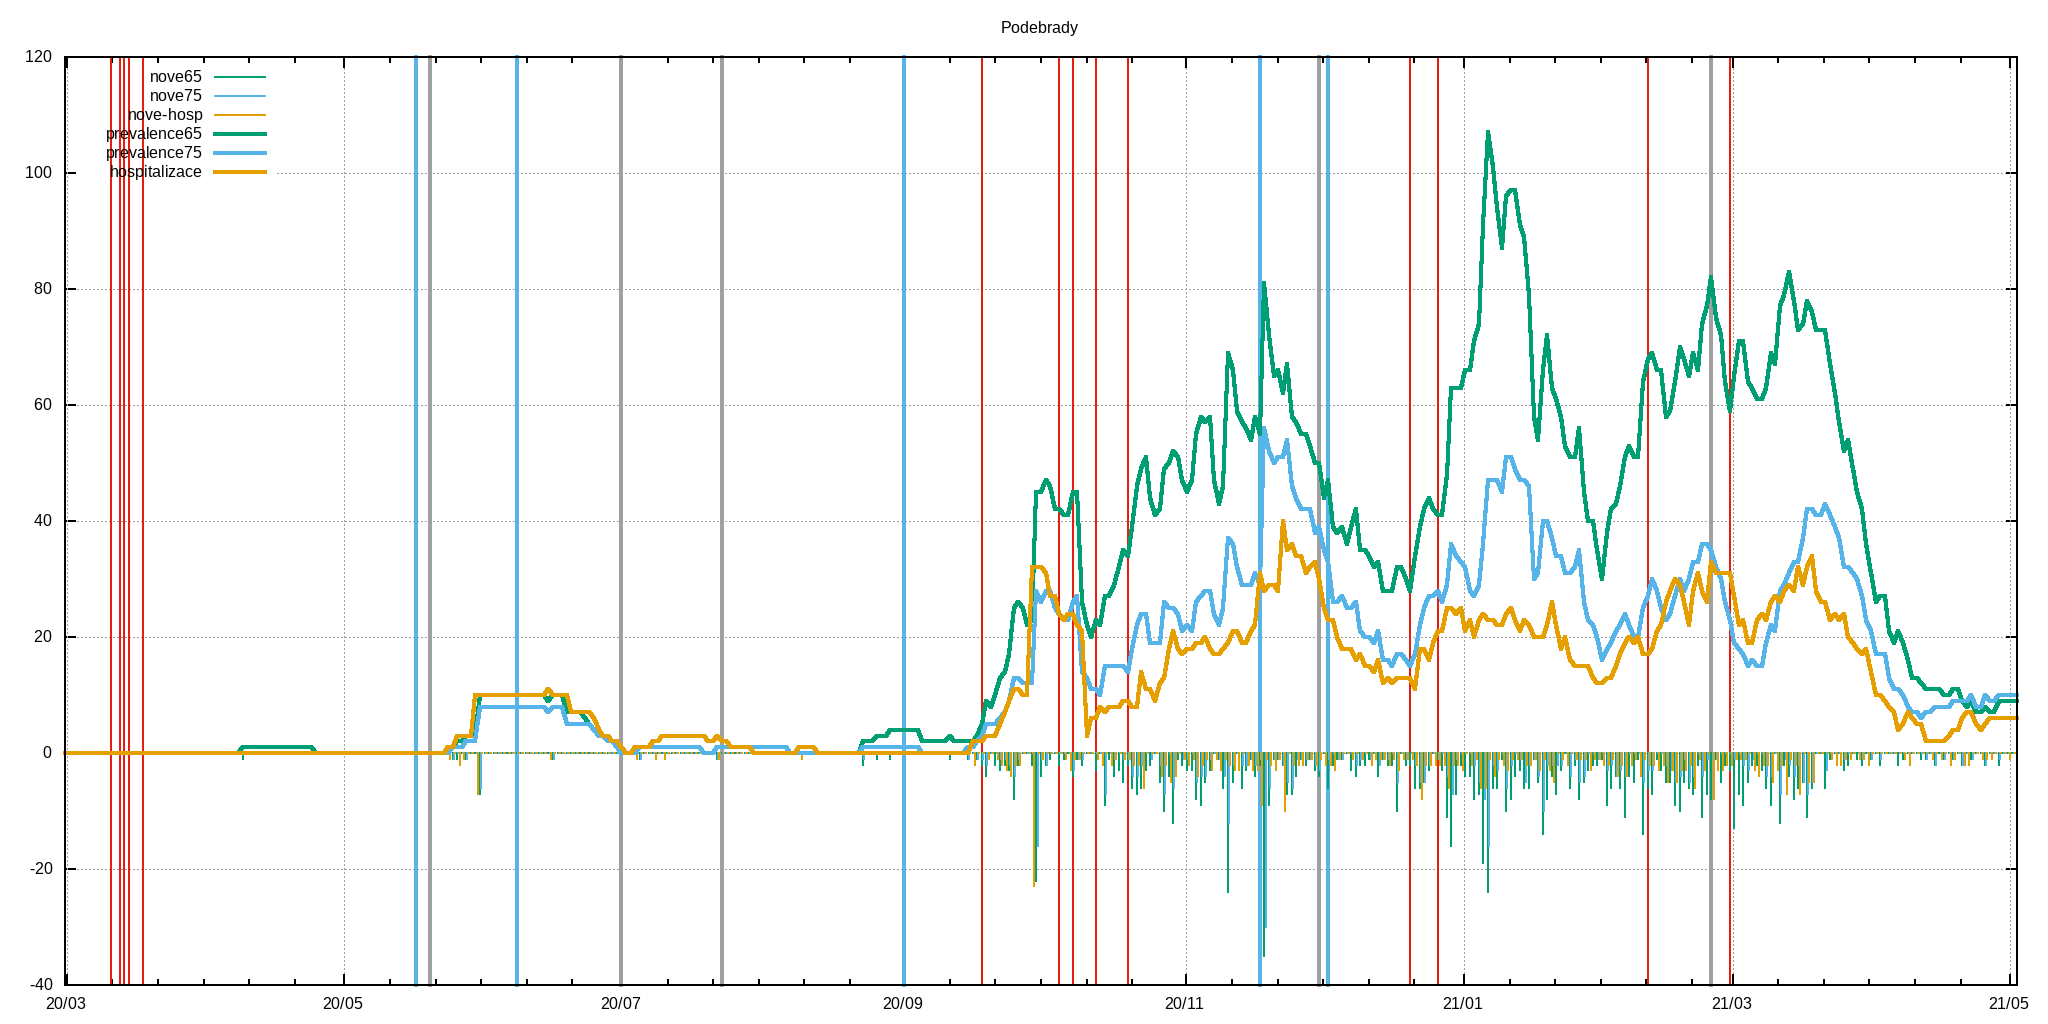 Podebrady
120
nove65
nove75
nove-hosp
prevalence65
prevalence75
hospitalizace
100
80
60
40
20
0
-20
-40
20/03 20/05 20/07 20/09 20/11 21/01 21/03 21/05